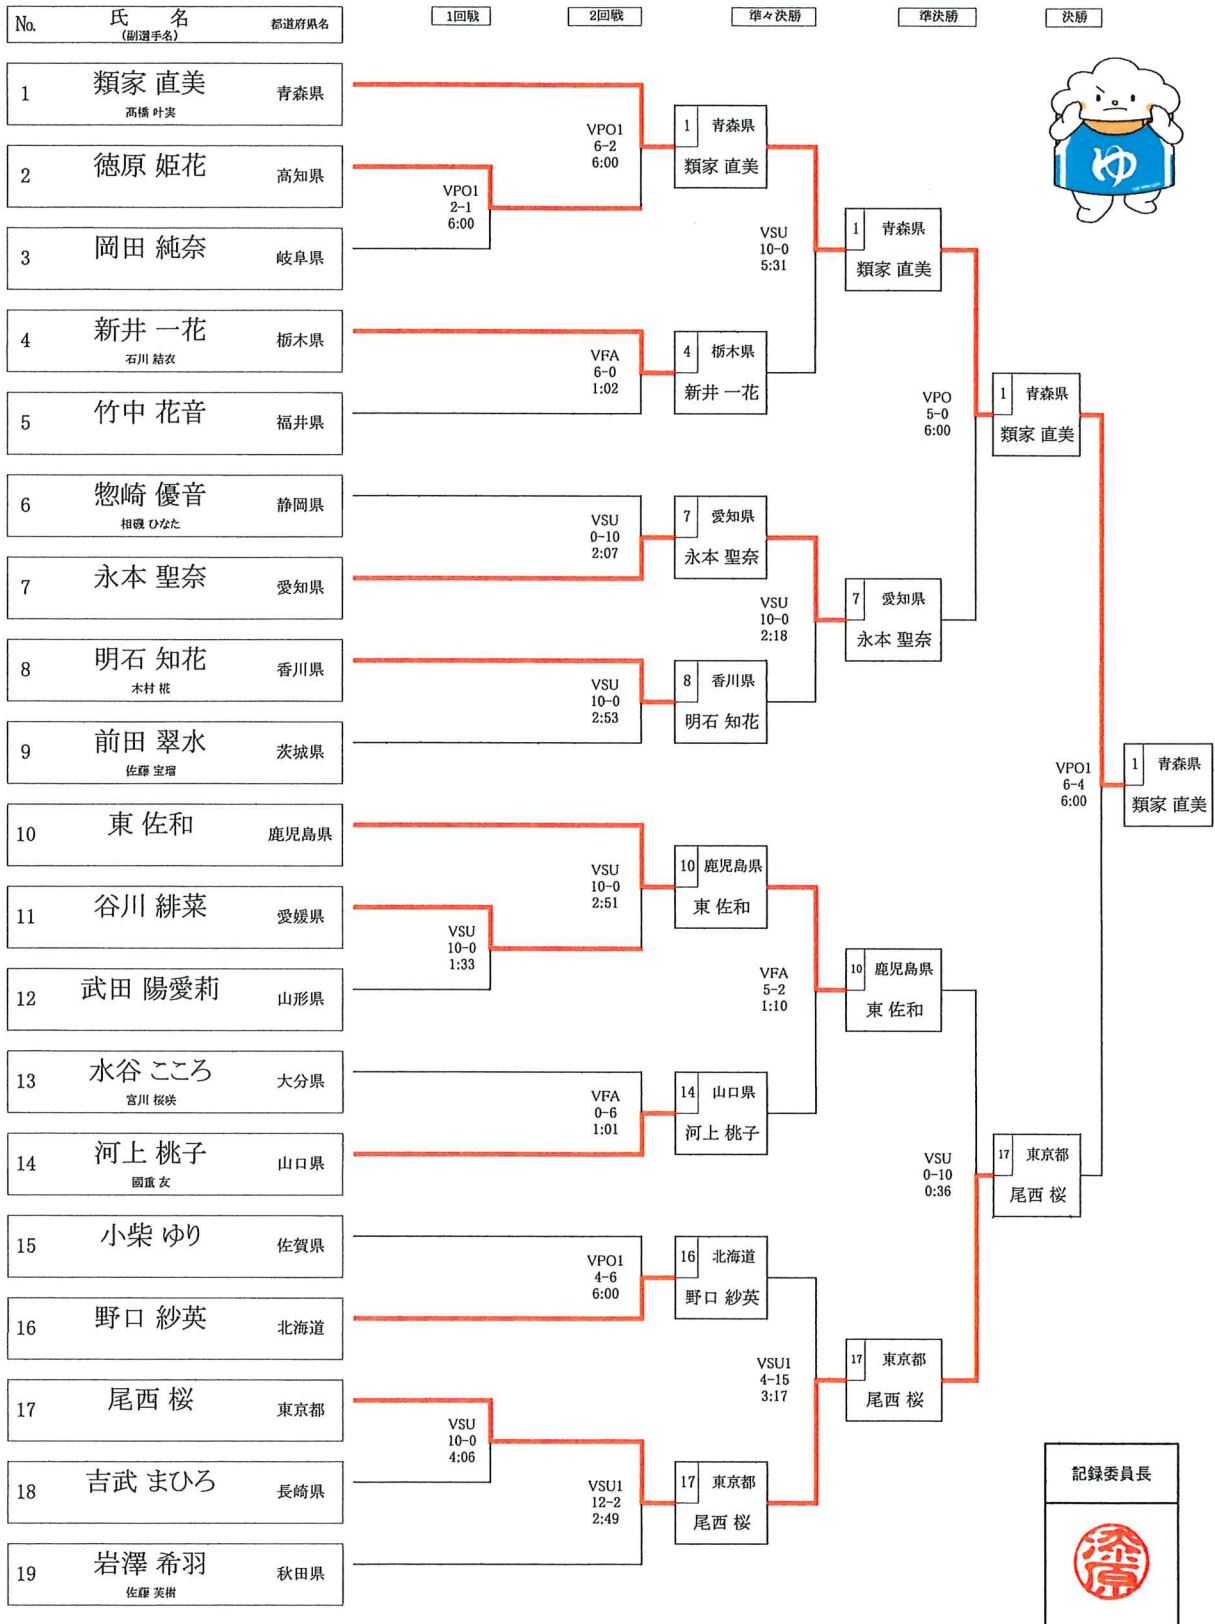 No. 氏 名 都道府県名
(副選手名)
1回戦 2回戦 準々決勝 準決勝 決勝
1 類家 直美 青森県
髙橋 叶実
2 徳原 姫花 高知県
3 岡田 純奈 岐阜県
4 新井 一花 栃木県
石川 結衣
5 竹中 花音 福井県
6 惣崎 優音 静岡県
相磯 ひなた
7 永本 聖奈 愛知県
8 明石 知花 香川県
木村 椛
9 前田 翠水 茨城県
佐藤 宝瑠
10 東 佐和 鹿児島県
11 谷川 緋菜 愛媛県
12 武田 陽愛莉 山形県
13 水谷 こころ 大分県
宮川 桜咲
14 河上 桃子 山口県
國重 友
15 小柴 ゆり 佐賀県
16 野口 紗英 北海道
17 尾西 桜 東京都
18 吉武 まひろ 長崎県
19 岩澤 希羽 秋田県
佐藤 英樹
VPO1
2-1
6:00
VSU
10-0
1:33
VSU
10-0
4:06
VPO1
6-2
6:00
VFA
6-0
1:02
VSU
0-10
2:07
VSU
10-0
2:53
VSU
10-0
2:51
VFA
0-6
1:01
VPO1
4-6
6:00
VSU1
12-2
2:49
1 青森県
類家 直美
4 栃木県
新井 一花
7 愛知県
永本 聖奈
8 香川県
明石 知花
10 鹿児島県
東 佐和
14 山口県
河上 桃子
16 北海道
野口 紗英
17 東京都
尾西 桜
VSU
10-0
5:31
VSU
10-0
2:18
VFA
5-2
1:10
VSU1
4-15
3:17
1 青森県
類家 直美
7 愛知県
永本 聖奈
10 鹿児島県
東 佐和
17 東京都
尾西 桜
VPO
5-0
6:00
VSU
0-10
0:36
1 青森県
類家 直美
17 東京都
尾西 桜
VPO1
6-4
6:00
1 青森県
類家 直美
ゆ
記録委員長
漆原